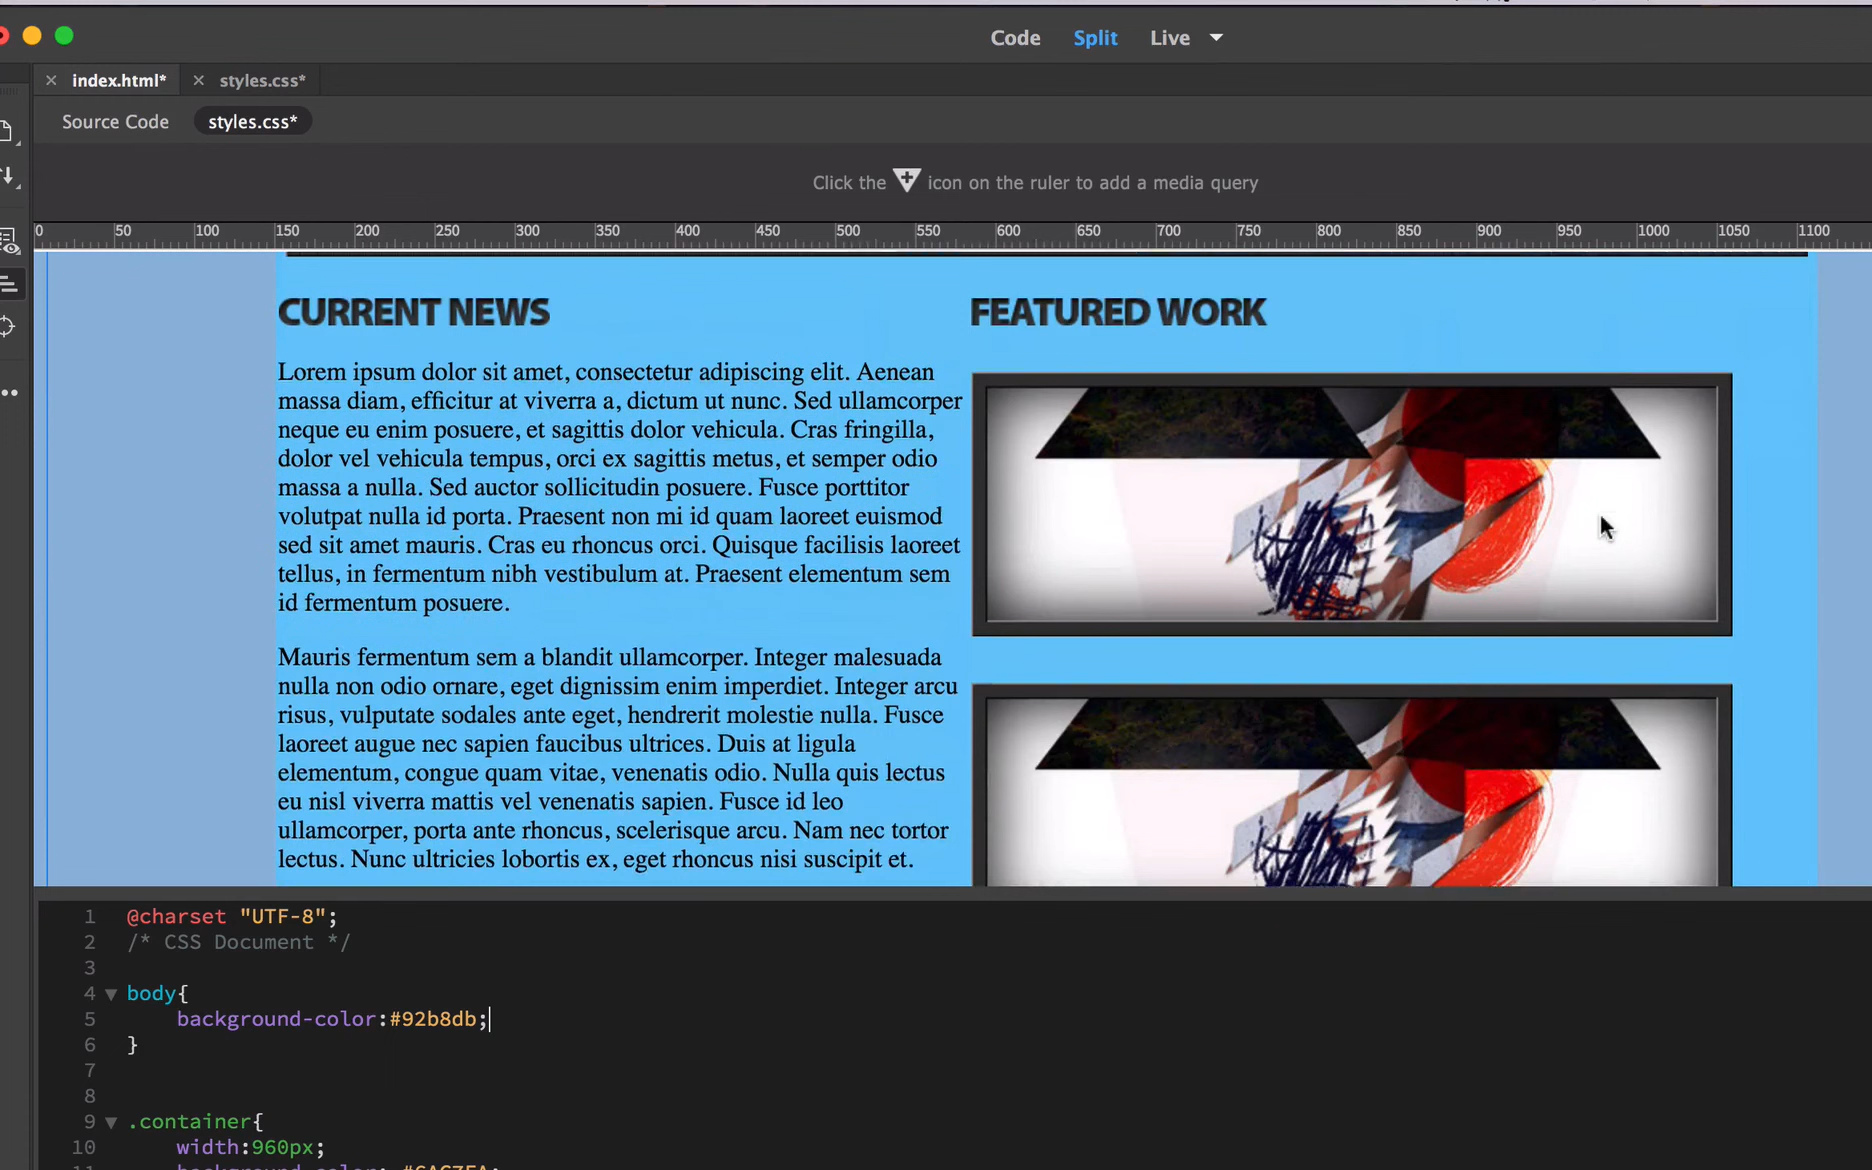 Code Split Live
index.html* styles.css*
Source Code styles.css*
Click the icon on the ruler to add a media query
0 50 100 150 200 250 300 350 400 450 500 550 600 650 700 750 800 850 900 950 1000 1050 1100
CURRENT NEWS
Lorem ipsum dolor sit amet, consectetur adipiscing elit. Aenean
massa diam, efficitur at viverra a, dictum ut nunc. Sed ullamcorper
neque eu enim posuere, et sagittis dolor vehicula. Cras fringilla,
dolor vel vehicula tempus, orci ex sagittis metus, et semper odio
massa a nulla. Sed auctor sollicitudin posuere. Fusce porttitor
volutpat nulla id porta. Praesent non mi id quam laoreet euismod
sed sit amet mauris. Cras eu rhoncus orci. Quisque facilisis laoreet
tellus, in fermentum nibh vestibulum at. Praesent elementum sem
id fermentum posuere.
Mauris fermentum sem a blandit ullamcorper. Integer malesuada
nulla non odio ornare, eget dignissim enim imperdiet. Integer arcu
risus, vulputate sodales ante eget, hendrerit molestie nulla. Fusce
laoreet augue nec sapien faucibus ultrices. Duis at ligula
elementum, congue quam vitae, venenatis odio. Nulla quis lectus
eu nisl viverra mattis vel venenatis sapien. Fusce id leo
ullamcorper, porta ante rhoncus, scelerisque arcu. Nam nec tortor
lectus. Nunc ultricies lobortis ex, eget rhoncus nisi suscipit et.
FEATURED WORK
1 @charset "UTF-8";
2 /* CSS Document */
3
4 body{
5 background-color:#92b8db;
6 }
7
8
9 .container{
10 width:960px;